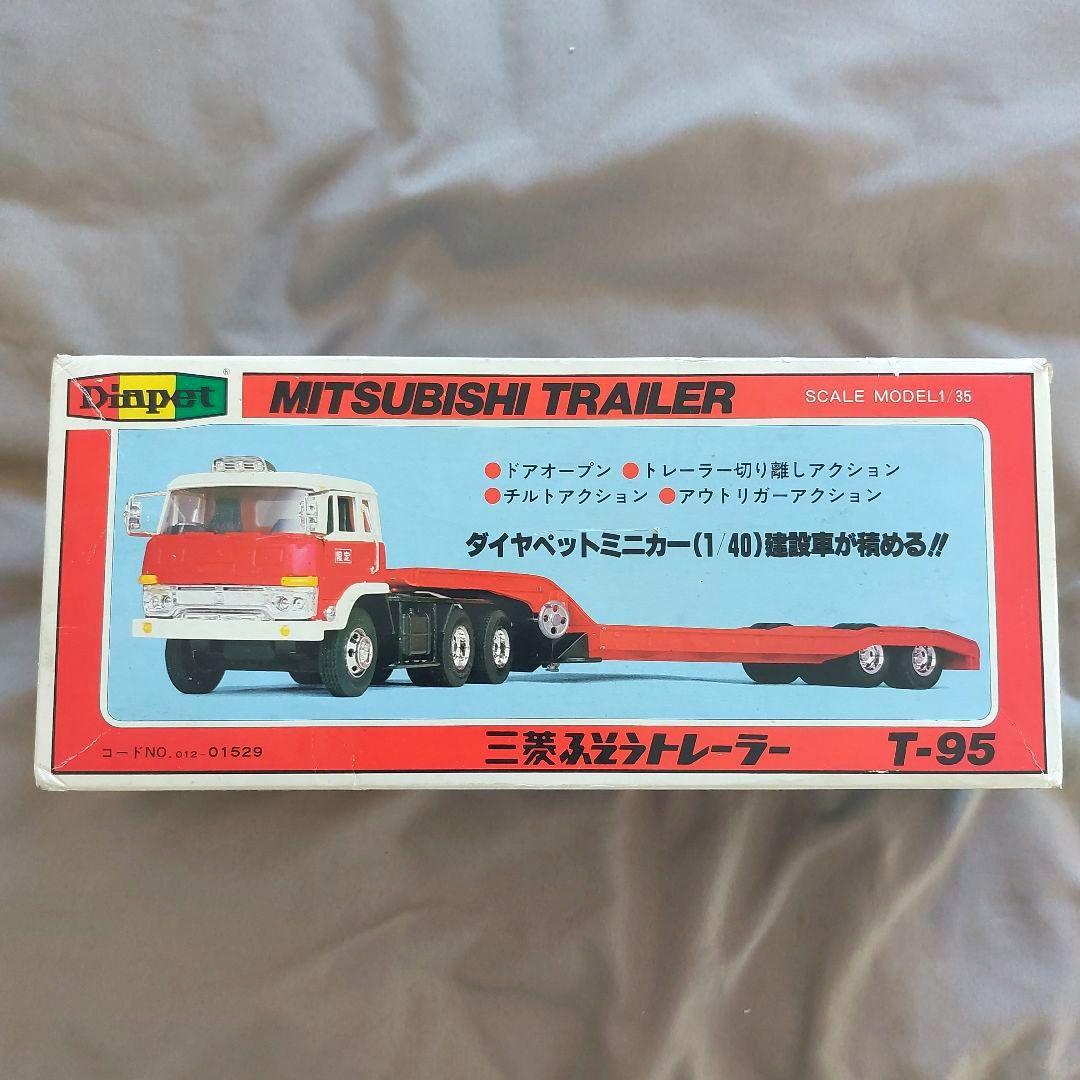 Diapet ®
MITSUBISHI TRAILER
SCALE MODEL1/35
●ドアオープン ●トレーラー切り離しアクション
●チルトアクション ●アウトリガーアクション
ダイヤペットミニカー(1/40)建設車が積める!!
限定
コードNO.012-01529
三菱ふそうトレーラー
T-95